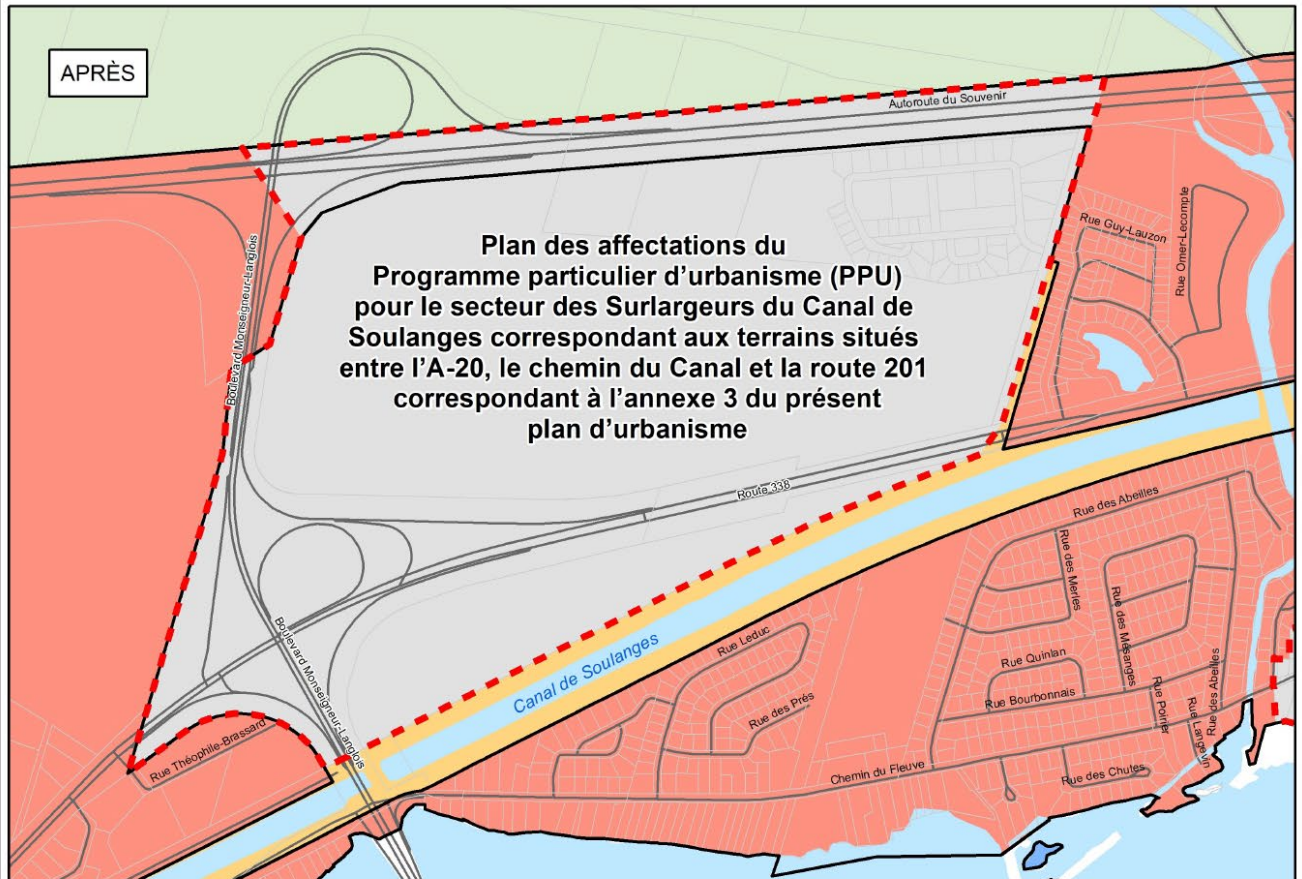 APRÈS
Autoroute du Souvenir
Boulevard Monseigneur-Langlois
Plan des affectations du
Programme particulier d'urbanisme (PPU)
pour le secteur des Surlargeurs du Canal de
Soulanges correspondant aux terrains situés
entre l'A-20, le chemin du Canal et la route 201
correspondant à l'annexe 3 du présent
plan d'urbanisme
Rue Guy-Lauzon
Rue Omer-Lecompte
Route 338
Rue des Abeilles
Rue des Merles
Rue des Mésanges
Rue Leduc
Canal de Soulanges
Rue Quinlan
Rue des Prés
Rue Bourbonnais
Rue Poirier
Rue Langevin
Rue des Abeilles
Boulevard Monseigneur-Langlois
Rue Théophile-Brassard
Chemin du Fleuve
Rue des Chutes